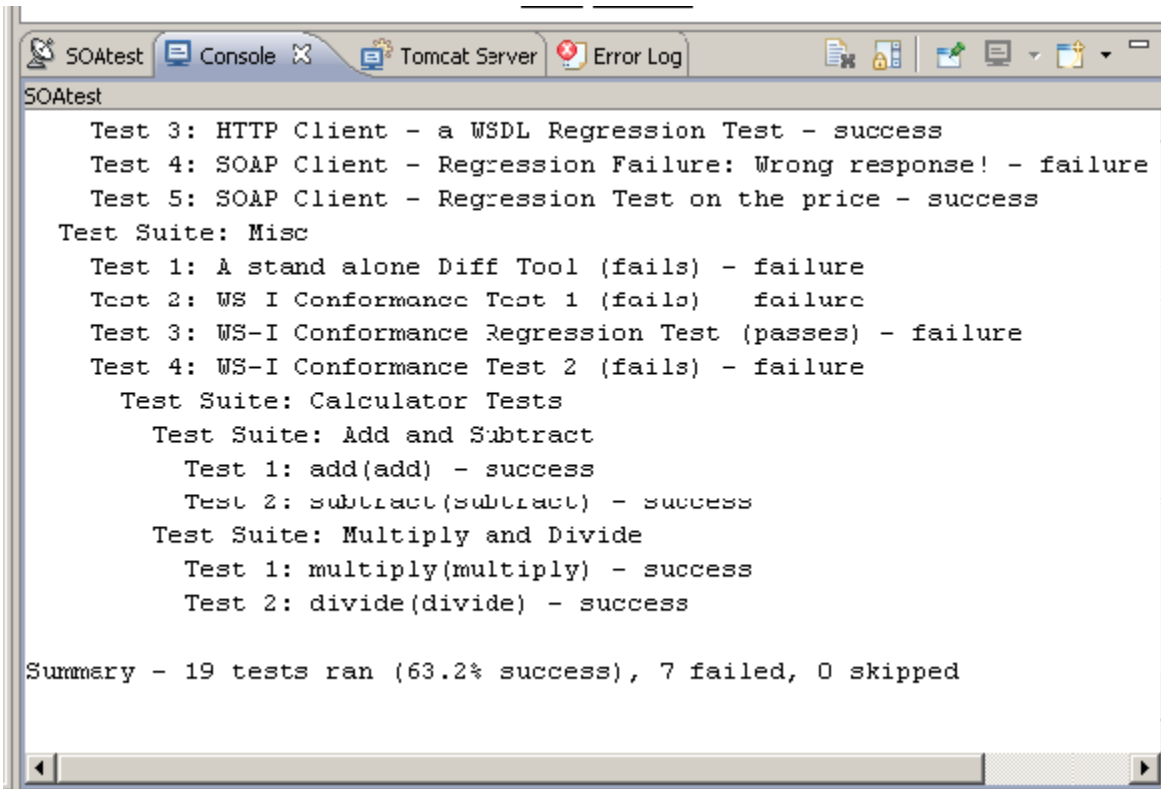 SOAtest Console Tomcat Server Error Log
SOAtest
Test 3: HTTP Client - a WSDL Regression Test - success
Test 4: SOAP Client - Regression Failure: Wrong response! - failure
Test 5: SOAP Client - Regression Test on the price - success
Test Suite: Misc
Test 1: A stand alone Diff Tool (fails) - failure
Test 2: WS-I Conformance Test 1 (fails) - failure
Test 3: WS-I Conformance Regression Test (passes) - failure
Test 4: WS-I Conformance Test 2 (fails) - failure
Test Suite: Calculator Tests
Test Suite: Add and Subtract
Test 1: add(add) - success
Test 2: subtract(subtract) - success
Test Suite: Multiply and Divide
Test 1: multiply(multiply) - success
Test 2: divide(divide) - success
Summary - 19 tests ran (63.2% success), 7 failed, 0 skipped